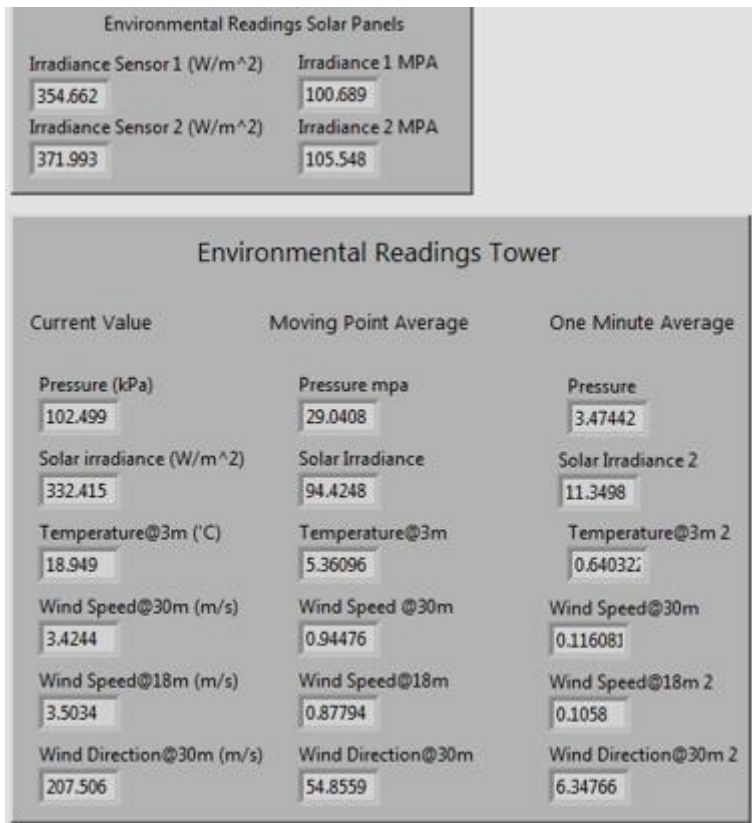 Environmental Readings Solar Panels
Irradiance Sensor 1 (W/m^2) Irradiance 1 MPA
354.662 100.689
Irradiance Sensor 2 (W/m^2) Irradiance 2 MPA
371.993 105.548
Environmental Readings Tower
Current Value Moving Point Average One Minute Average
Pressure (kPa) Pressure mpa Pressure
102.499 29.0408 3.47442
Solar irradiance (W/m^2) Solar Irradiance Solar Irradiance 2
332.415 94.4248 11.3498
Temperature@3m ('C) Temperature@3m Temperature@3m 2
18.949 5.36096 0.640322
Wind Speed@30m (m/s) Wind Speed @30m Wind Speed@30m
3.4244 0.94476 0.116081
Wind Speed@18m (m/s) Wind Speed@18m Wind Speed@18m 2
3.5034 0.87794 0.1058
Wind Direction@30m (m/s) Wind Direction@30m Wind Direction@30m 2
207.506 54.8559 6.34766